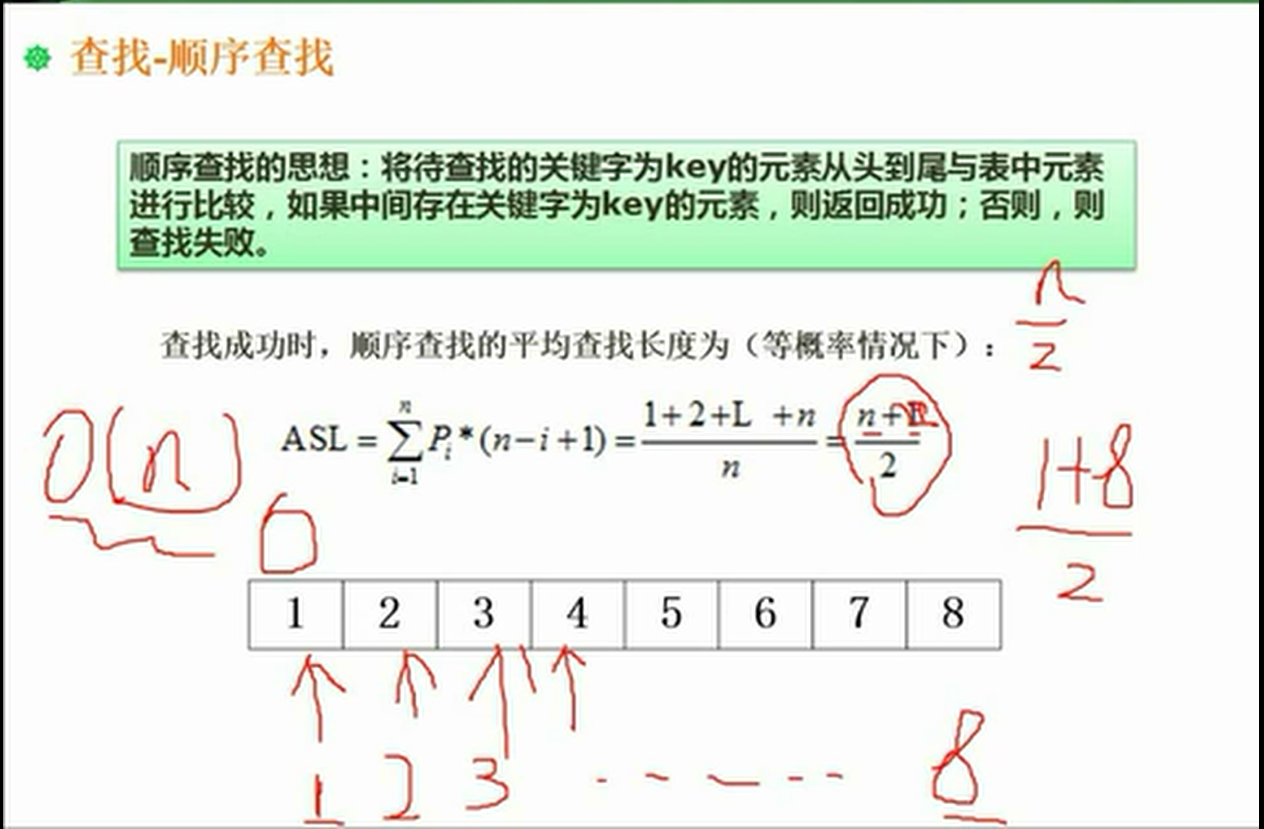 查找-顺序查找
顺序查找的思想：将待查找的关键字为key的元素从头到尾与表中元素
进行比较，如果中间存在关键字为key的元素，则返回成功；否则，则
查找失败。
n/2
查找成功时，顺序查找的平均查找长度为（等概率情况下）：
ASL = ∑_{i=1}^{n} P_i * (n-i+1) = (1+2+L +n)/n = (n+1)/2
O(n)
1+8/2
0
1 2 3 4 5 6 7 8
1 2 3 ----- 8